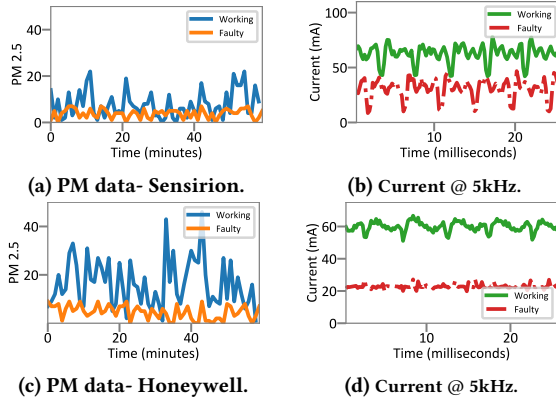 PM 2.5
40
20
0
0
20
40
Time (minutes)
Working
Faulty
(a) PM data- Sensirion.
Current (mA)
100
50
0
10
20
Time (milliseconds)
Working
Faulty
(b) Current @ 5kHz.
PM 2.5
40
20
0
20
40
Time (minutes)
Working
Faulty
(c) PM data- Honeywell.
Current (mA)
60
40
20
0
10
20
Time (milliseconds)
Working
Faulty
(d) Current @ 5kHz.